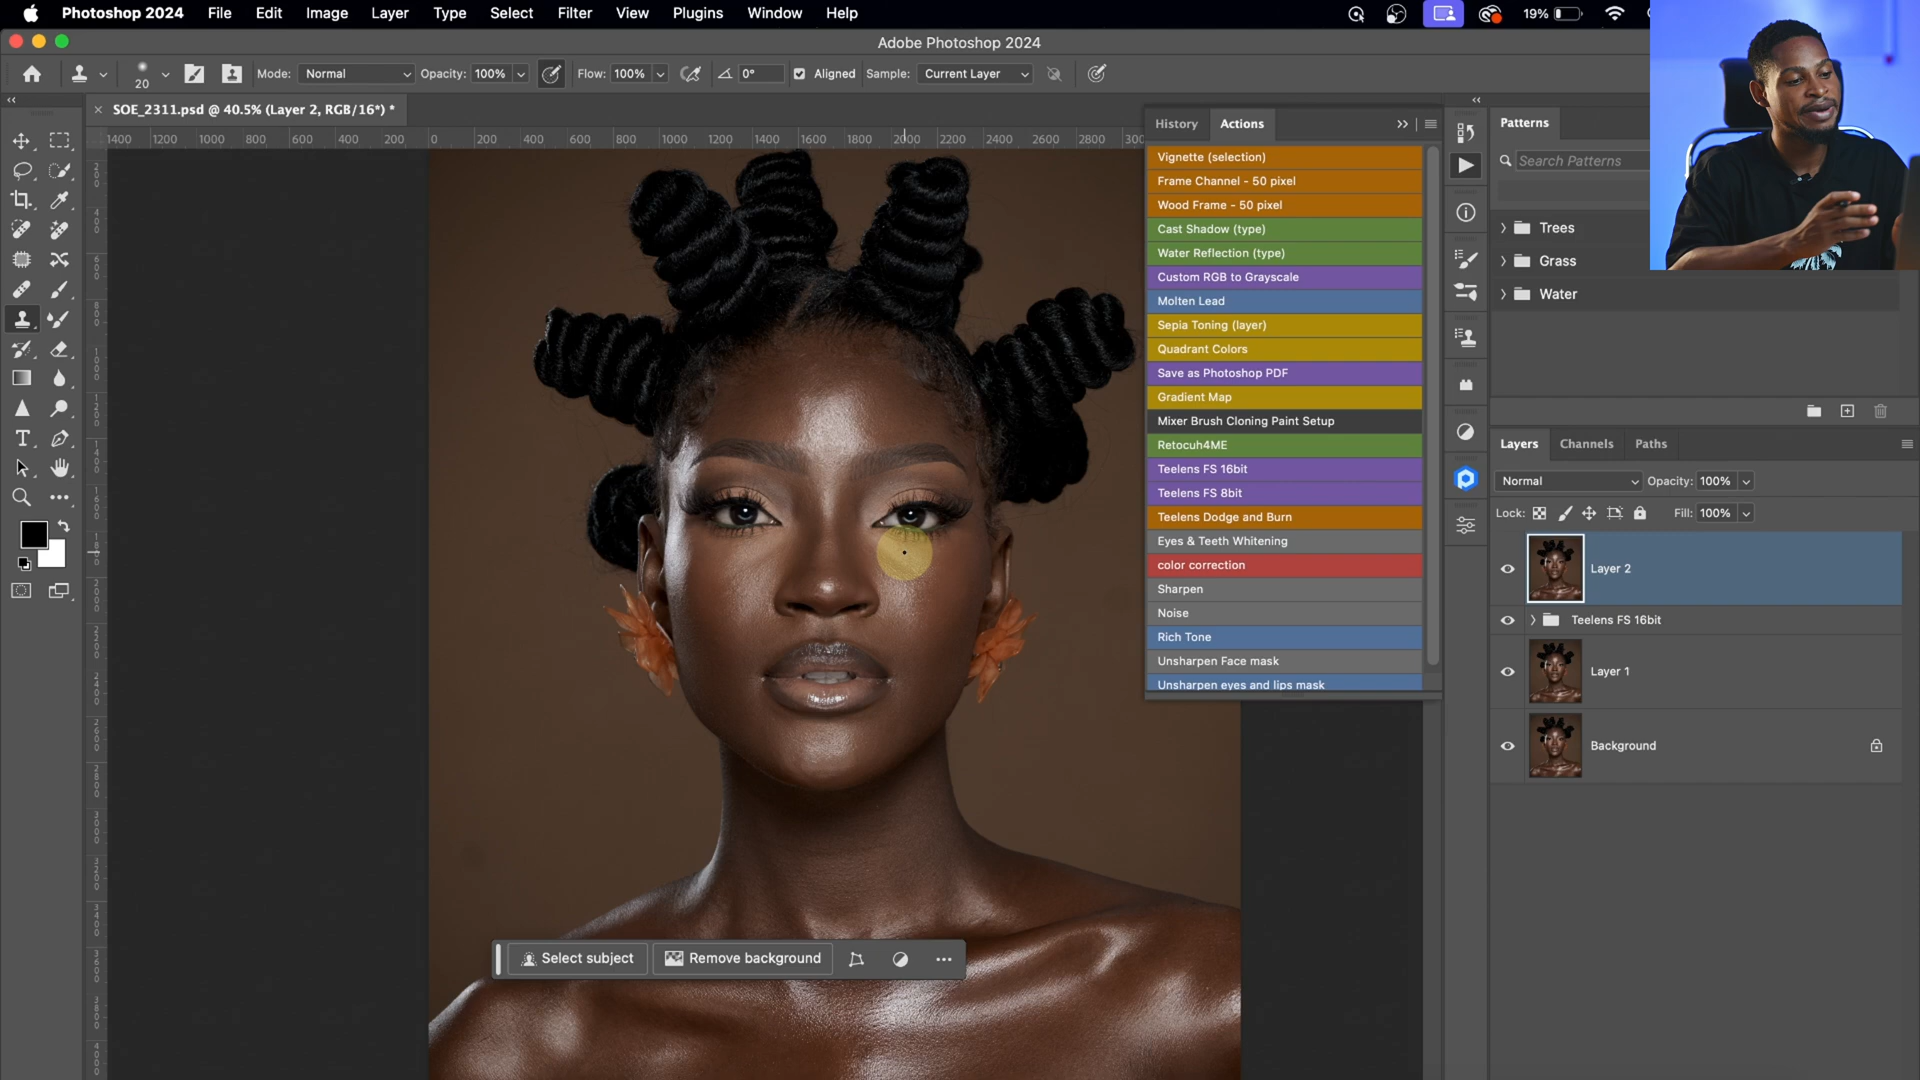 Photoshop 2024 File Edit Image Layer Type Select Filter View Plugins Window Help 19%
Adobe Photoshop 2024
20 Mode: Normal Opacity: 100% Flow: 100% 0° Aligned Sample: Current Layer
× SOE_2311.psd @ 40.5% (Layer 2, RGB/16*) *
1400 1200 1000 800 600 400 200 0 200 400 600 800 1000 1200 1400 1600 1800 2000 2200 2400 2600 2800 300
History Actions
Vignette (selection)
Frame Channel - 50 pixel
Wood Frame - 50 pixel
Cast Shadow (type)
Water Reflection (type)
Custom RGB to Grayscale
Molten Lead
Sepia Toning (layer)
Quadrant Colors
Save as Photoshop PDF
Gradient Map
Mixer Brush Cloning Paint Setup
Retocuh4ME
Teelens FS 16bit
Teelens FS 8bit
Teelens Dodge and Burn
Eyes & Teeth Whitening
color correction
Sharpen
Noise
Rich Tone
Unsharpen Face mask
Unsharpen eyes and lips mask
Patterns
Search Patterns
Trees
Grass
Water
Layers Channels Paths
Normal Opacity: 100%
Lock: Fill: 100%
Layer 2
Teelens FS 16bit
Layer 1
Background
Select subject Remove background